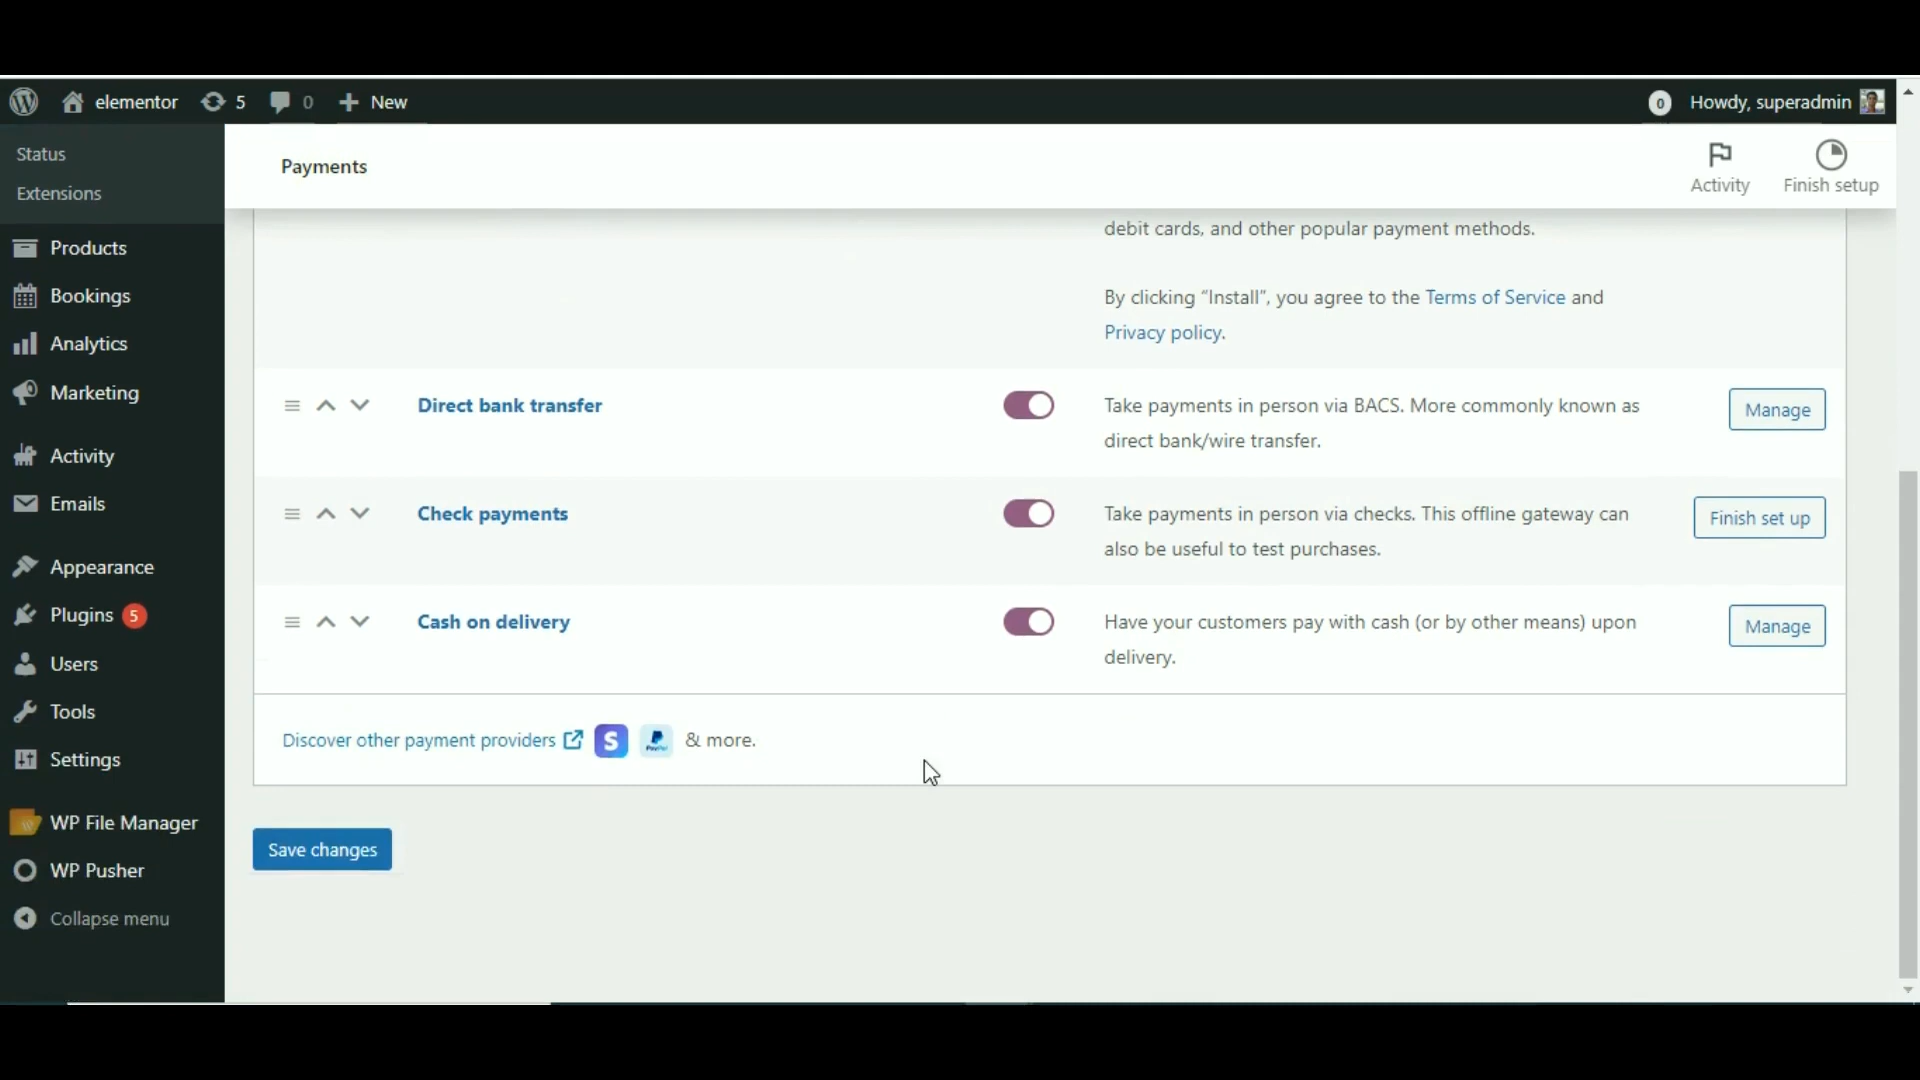 elementor 5 0 New 0 Howdy, superadmin
Status
Extensions
Products
Bookings
Analytics
Marketing
Activity
Emails
Appearance
Plugins 5
Users
Tools
Settings
WP File Manager
WP Pusher
Collapse menu
Payments
Activity
Finish setup
debit cards, and other popular payment methods.
By clicking “Install”, you agree to the Terms of Service and
Privacy policy.
Direct bank transfer
Take payments in person via BACS. More commonly known as
direct bank/wire transfer.
Manage
Check payments
Take payments in person via checks. This offline gateway can
also be useful to test purchases.
Finish set up
Cash on delivery
Have your customers pay with cash (or by other means) upon
delivery.
Manage
Discover other payment providers S PayPal & more.
Save changes